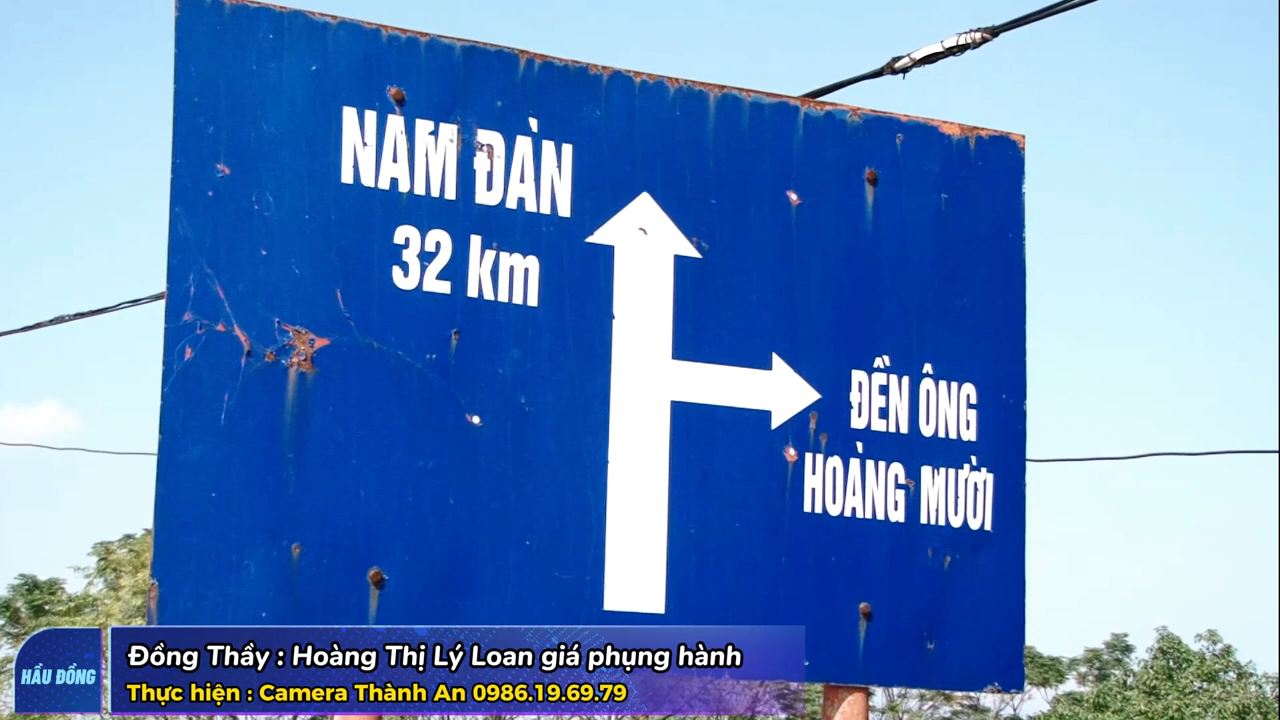 NAM ĐÀN
32 km
ĐỀN ÔNG
HOÀNG MƯỜI
HẦU ĐỒNG
Đồng Thầy : Hoàng Thị Lý Loan giá phụng hành
Thực hiện : Camera Thành An 0986.19.69.79